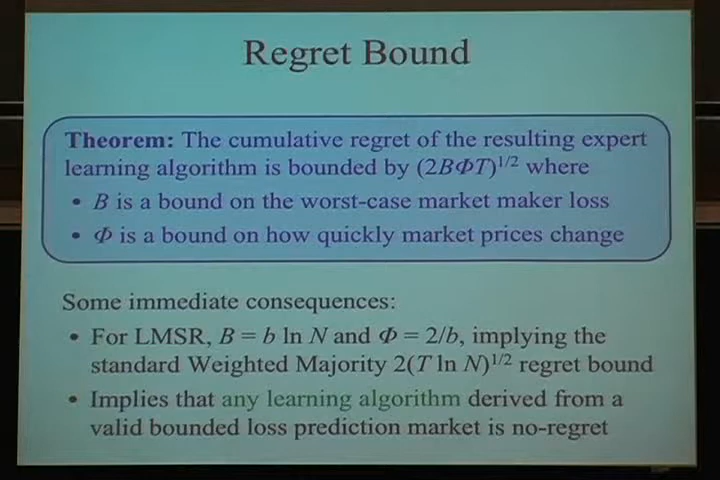 Regret Bound
Theorem: The cumulative regret of the resulting expert
learning algorithm is bounded by (2BΦT)^1/2 where
• B is a bound on the worst-case market maker loss
• Φ is a bound on how quickly market prices change
Some immediate consequences:
• For LMSR, B = b ln N and Φ = 2/b, implying the
standard Weighted Majority 2(T ln N)^1/2 regret bound
• Implies that any learning algorithm derived from a
valid bounded loss prediction market is no-regret